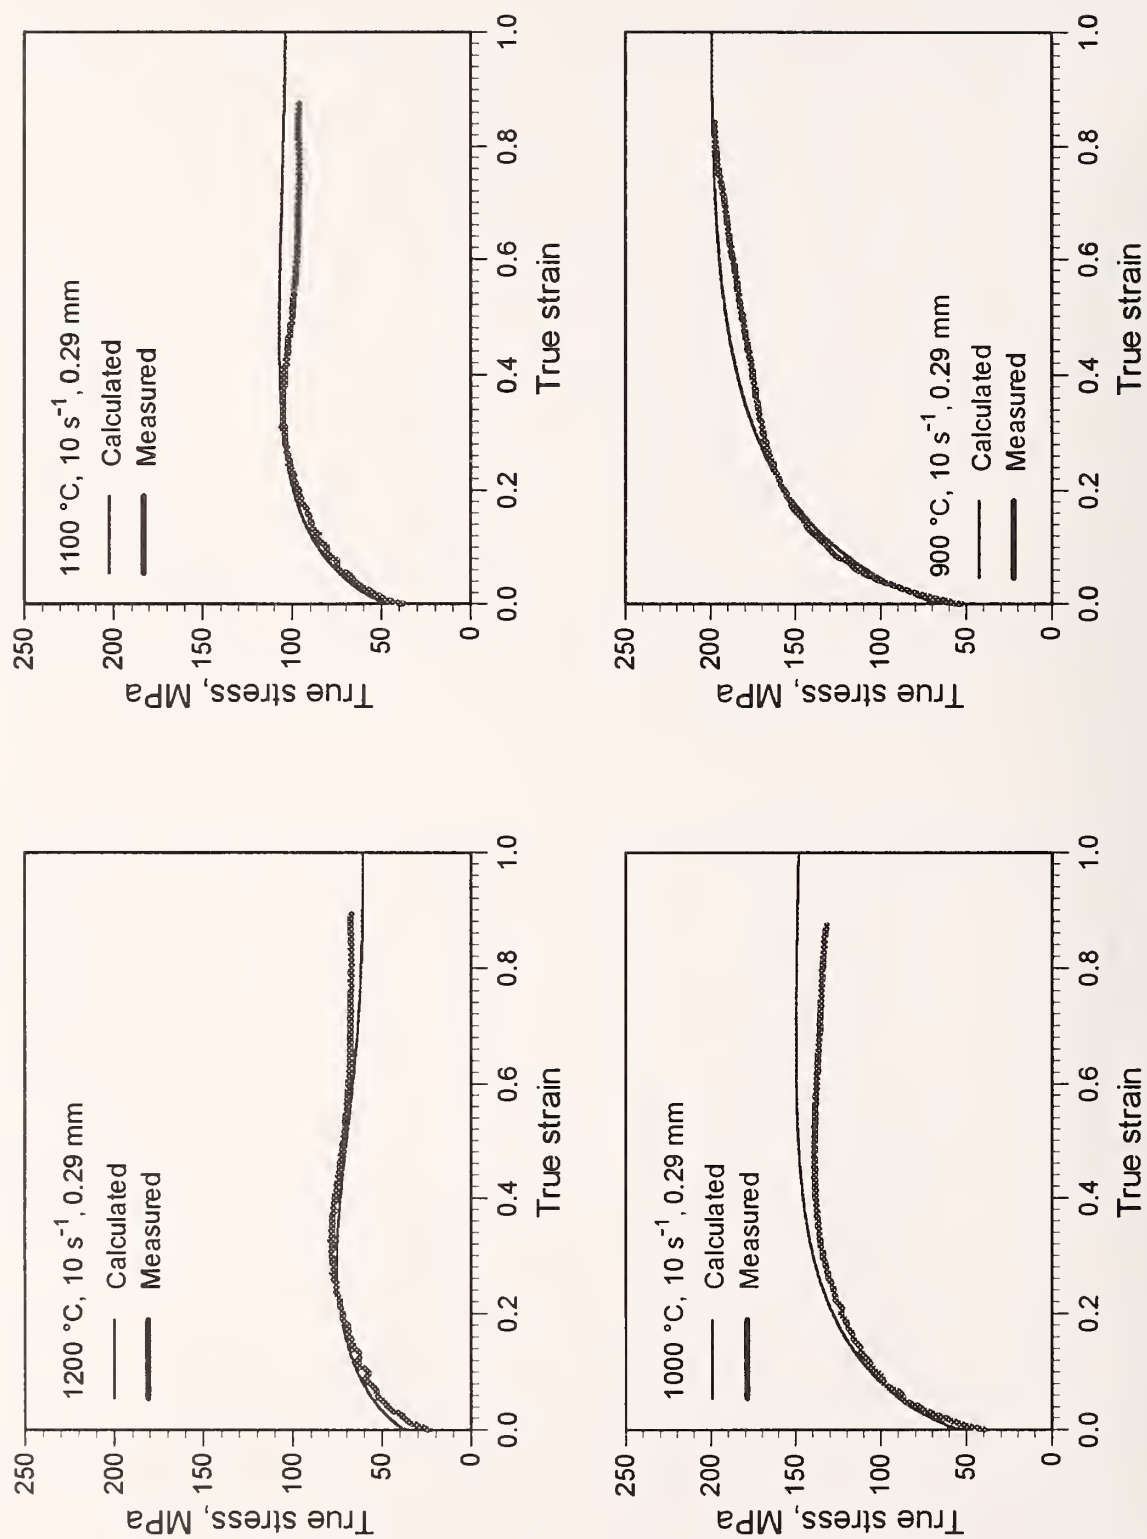 True stress, MPa
250
200
150
100
50
0
1200 °C, 10 s⁻¹, 0.29 mm
Calculated
Measured
0.0 0.2 0.4 0.6 0.8 1.0
True strain
True stress, MPa
250
200
150
100
50
0
1100 °C, 10 s⁻¹, 0.29 mm
Calculated
Measured
0.0 0.2 0.4 0.6 0.8 1.0
True strain
True stress, MPa
250
200
150
100
50
0
1000 °C, 10 s⁻¹, 0.29 mm
Calculated
Measured
0.0 0.2 0.4 0.6 0.8 1.0
True strain
True stress, MPa
250
200
150
100
50
0
900 °C, 10 s⁻¹, 0.29 mm
Calculated
Measured
0.0 0.2 0.4 0.6 0.8 1.0
True strain